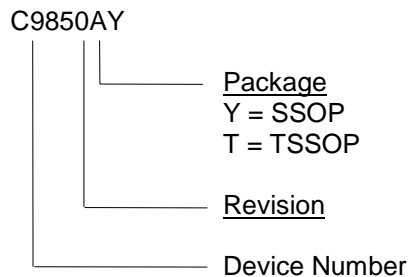 C9850AY
Package
Y = SSOP
T = TSSOP
Revision
Device Number